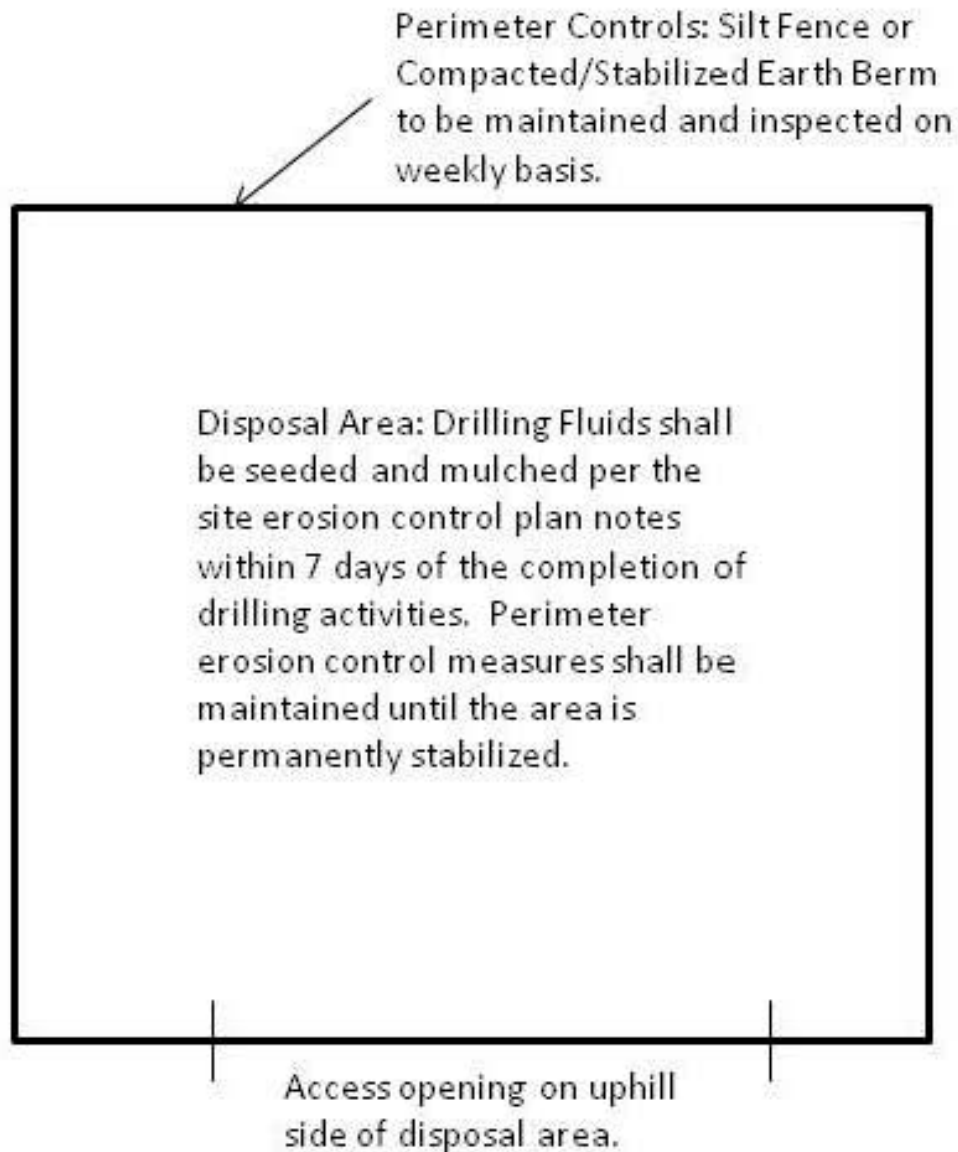 Perimeter Controls: Silt Fence or
Compacted/Stabilized Earth Berm
to be maintained and inspected on
weekly basis.
Disposal Area: Drilling Fluids shall
be seeded and mulched per the
site erosion control plan notes
within 7 days of the completion of
drilling activities. Perimeter
erosion control measures shall be
maintained until the area is
permanently stabilized.
Access opening on uphill
side of disposal area.